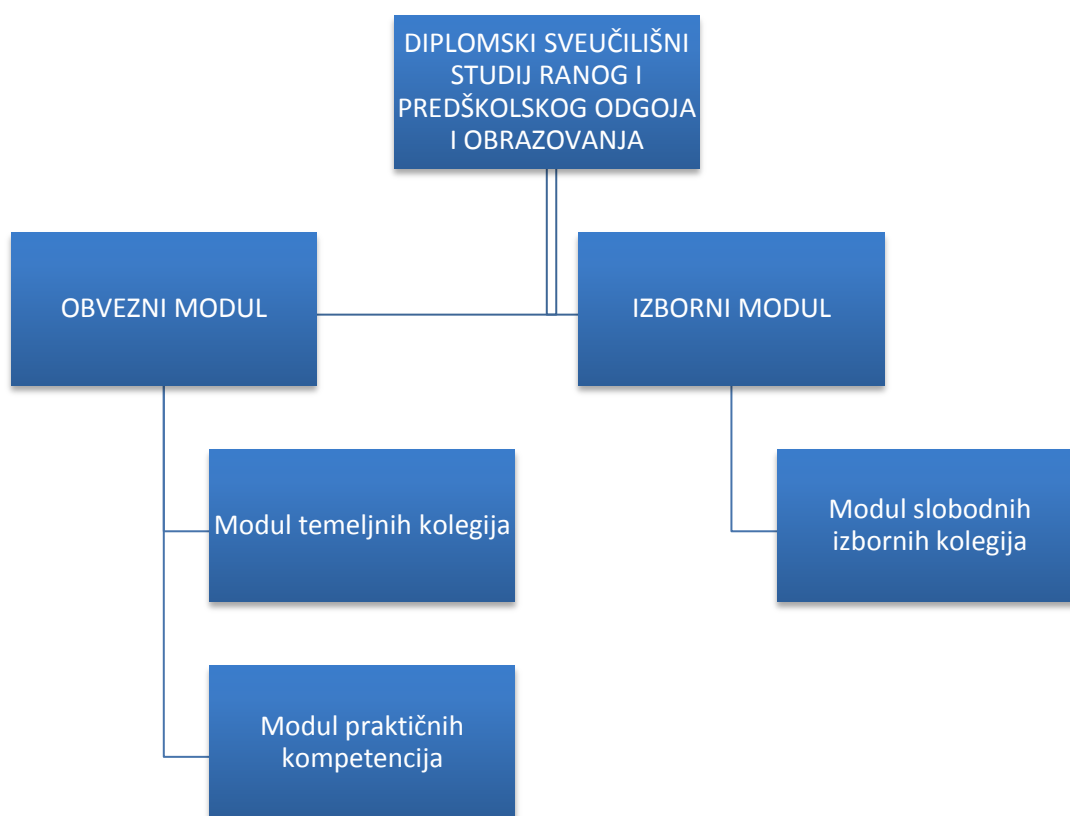 DIPLOMSKI SVEUČILIŠNI
STUDIJ RANOG I
PREDŠKOLSKOG ODGOJA
I OBRAZOVANJA
OBVEZNI MODUL
IZBORNI MODUL
Modul temeljnih kolegija
Modul slobodnih
izbornih kolegija
Modul praktičnih
kompetencija